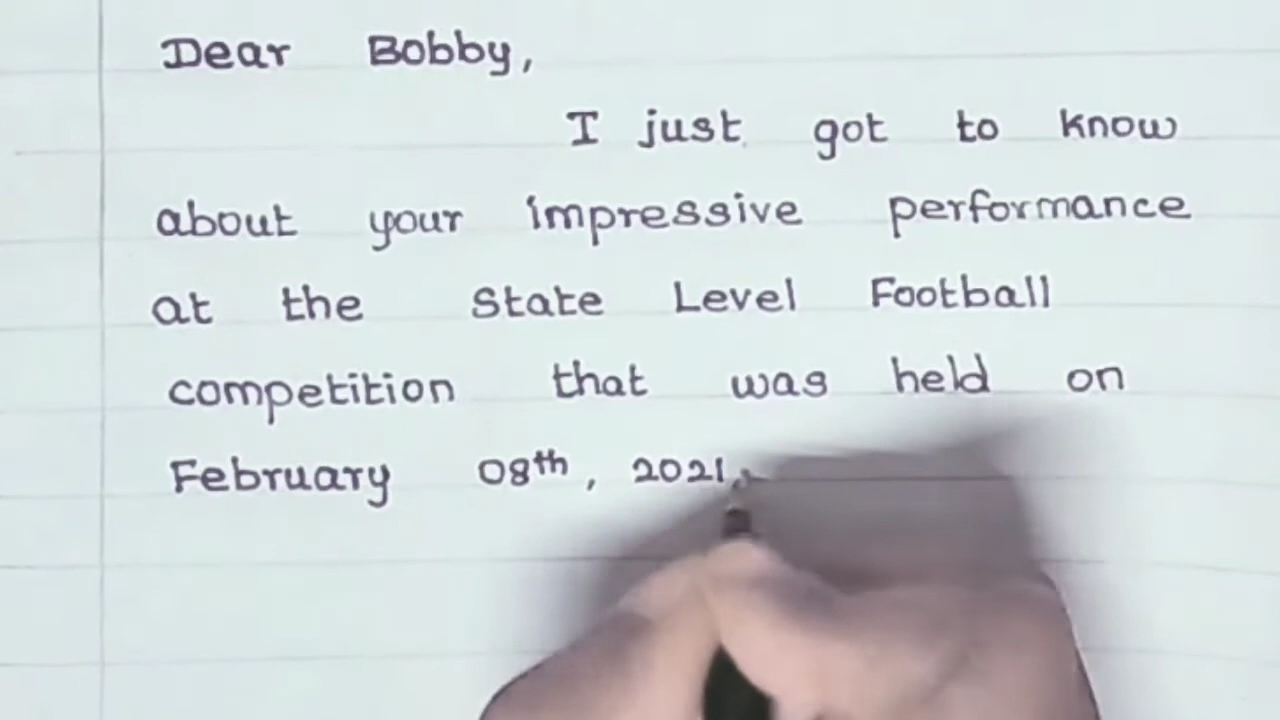 Dear Bobby,
I just got to know
about your impressive performance
at the State Level Football
competition that was held on
February 08th, 2021.